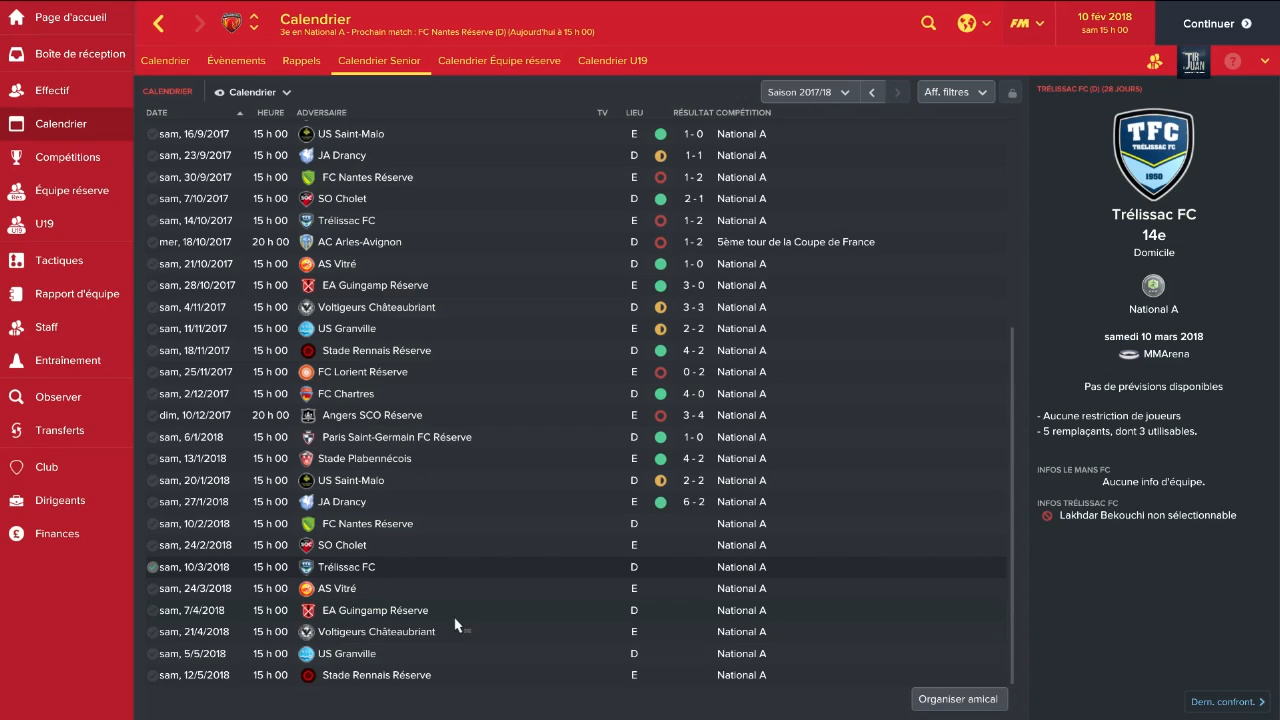 Page d'accueil
Boîte de réception
Effectif
Calendrier
Compétitions
Équipe réserve
U19
Tactiques
Rapport d'équipe
Staff
Entraînement
Observer
Transferts
Club
Dirigeants
Finances
Calendrier
3e en National A - Prochain match : FC Nantes Réserve (D) (Aujourd'hui à 15 h 00)
FM
10 fév 2018
sam 15 h 00
Continuer
Calendrier Évènements Rappels Calendrier Senior Calendrier Équipe réserve Calendrier U19
CALENDRIER Calendrier Saison 2017/18 Aff. filtres
DATE HEURE ADVERSAIRE TV LIEU RÉSULTAT COMPÉTITION
sam, 16/9/2017 15 h 00 US Saint-Malo E 1 - 0 National A
sam, 23/9/2017 15 h 00 JA Drancy D 1 - 1 National A
sam, 30/9/2017 15 h 00 FC Nantes Réserve E 1 - 2 National A
sam, 7/10/2017 15 h 00 SO Cholet D 2 - 1 National A
sam, 14/10/2017 15 h 00 Trélissac FC E 1 - 2 National A
mer, 18/10/2017 20 h 00 AC Arles-Avignon D 1 - 2 5ème tour de la Coupe de France
sam, 21/10/2017 15 h 00 AS Vitré D 1 - 0 National A
sam, 28/10/2017 15 h 00 EA Guingamp Réserve E 3 - 0 National A
sam, 4/11/2017 15 h 00 Voltigeurs Châteaubriant D 3 - 3 National A
sam, 11/11/2017 15 h 00 US Granville E 2 - 2 National A
sam, 18/11/2017 15 h 00 Stade Rennais Réserve D 4 - 2 National A
sam, 25/11/2017 15 h 00 FC Lorient Réserve E 0 - 2 National A
sam, 2/12/2017 15 h 00 FC Chartres D 4 - 0 National A
dim, 10/12/2017 20 h 00 Angers SCO Réserve E 3 - 4 National A
sam, 6/1/2018 15 h 00 Paris Saint-Germain FC Réserve D 1 - 0 National A
sam, 13/1/2018 15 h 00 Stade Plabennécois E 4 - 2 National A
sam, 20/1/2018 15 h 00 US Saint-Malo D 2 - 2 National A
sam, 27/1/2018 15 h 00 JA Drancy E 6 - 2 National A
sam, 10/2/2018 15 h 00 FC Nantes Réserve D National A
sam, 24/2/2018 15 h 00 SO Cholet E National A
sam, 10/3/2018 15 h 00 Trélissac FC D National A
sam, 24/3/2018 15 h 00 AS Vitré E National A
sam, 7/4/2018 15 h 00 EA Guingamp Réserve D National A
sam, 21/4/2018 15 h 00 Voltigeurs Châteaubriant E National A
sam, 5/5/2018 15 h 00 US Granville D National A
sam, 12/5/2018 15 h 00 Stade Rennais Réserve E National A
Organiser amical
TRÉLISSAC FC (D) (28 JOURS)
TFC
TRÉLISSAC FC
1950
Trélissac FC
14e
Domicile
National A
samedi 10 mars 2018
MMArena
Pas de prévisions disponibles
- Aucune restriction de joueurs
- 5 remplaçants, dont 3 utilisables.
INFOS LE MANS FC
Aucune info d'équipe.
INFOS TRÉLISSAC FC
Lakhdar Bekouchi non sélectionnable
Dern. confront.